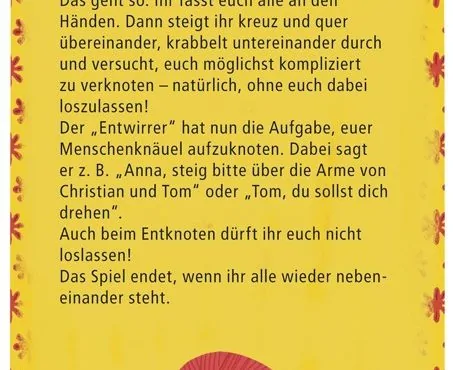 Das geht so: Ihr fasst euch alle an den
Händen. Dann steigt ihr kreuz und quer
übereinander, krabbelt untereinander durch
und versucht, euch möglichst kompliziert
zu verknoten – natürlich, ohne euch dabei
loszulassen!
Der „Entwirrer“ hat nun die Aufgabe, euer
Menschenknäuel aufzuknoten. Dabei sagt
er z. B. „Anna, steig bitte über die Arme von
Christian und Tom“ oder „Tom, du sollst dich
drehen“.
Auch beim Entknoten dürft ihr euch nicht
loslassen!
Das Spiel endet, wenn ihr alle wieder neben-
einander steht.